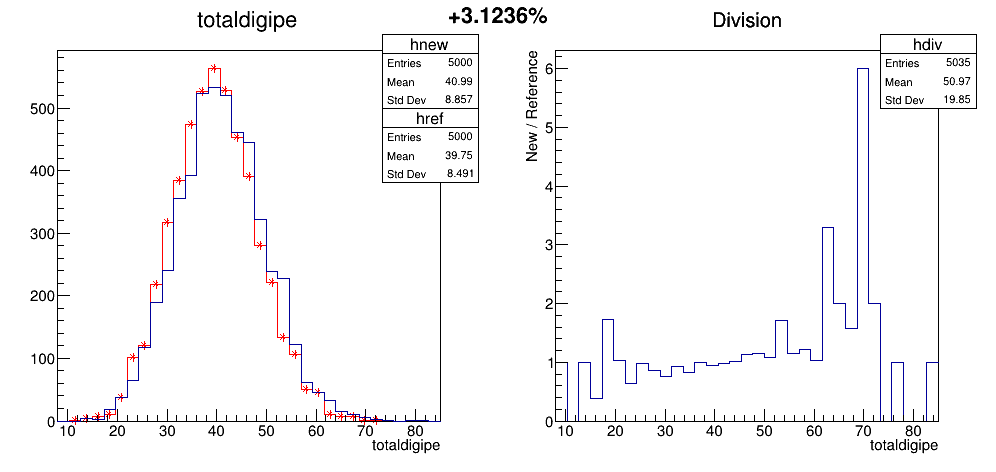 totaldigipe
+3.1236%
Division
hnew
Entries 5000
Mean 40.99
Std Dev 8.857
href
Entries 5000
Mean 39.75
Std Dev 8.491
500
400
300
200
100
0
10 20 30 40 50 60 70 80
totaldigipe
hdiv
Entries 5035
Mean 50.97
Std Dev 19.85
New / Reference
6
5
4
3
2
1
0
10 20 30 40 50 60 70 80
totaldigipe